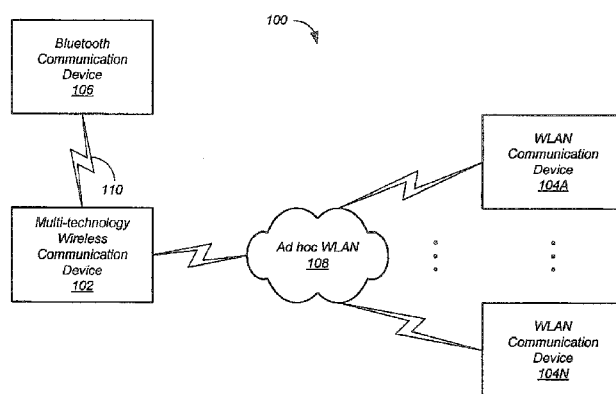 100
Bluetooth
Communication
Device
106
110
Multi-technology
Wireless
Communication
Device
102
Ad hoc WLAN
108
WLAN
Communication
Device
104A
WLAN
Communication
Device
104N